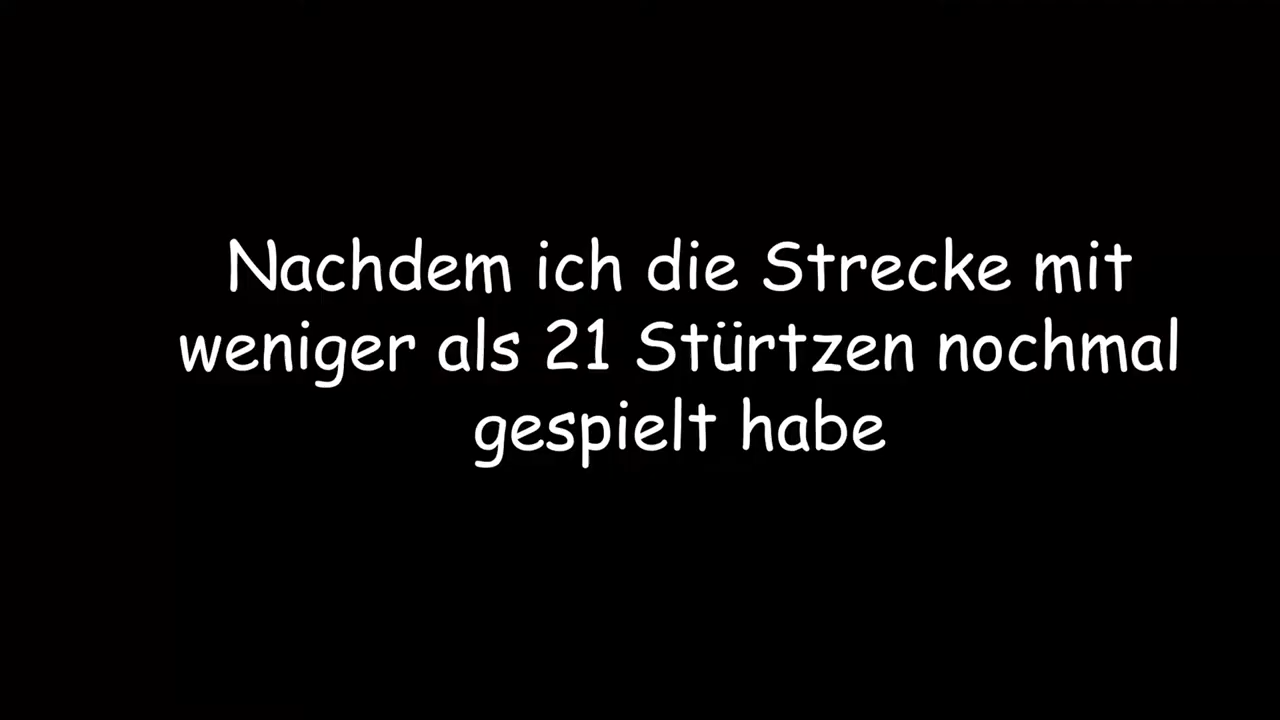 Nachdem ich die Strecke mit
weniger als 21 Stürtzen nochmal
gespielt habe